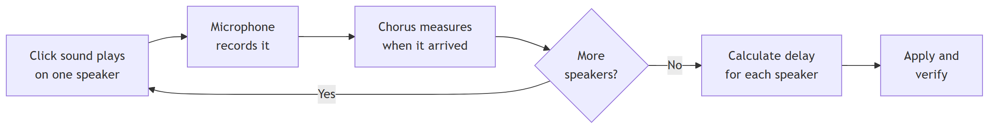 Click sound plays
on one speaker
Microphone
records it
Chorus measures
when it arrived
More
speakers?
Yes
No
Calculate delay
for each speaker
Apply and
verify